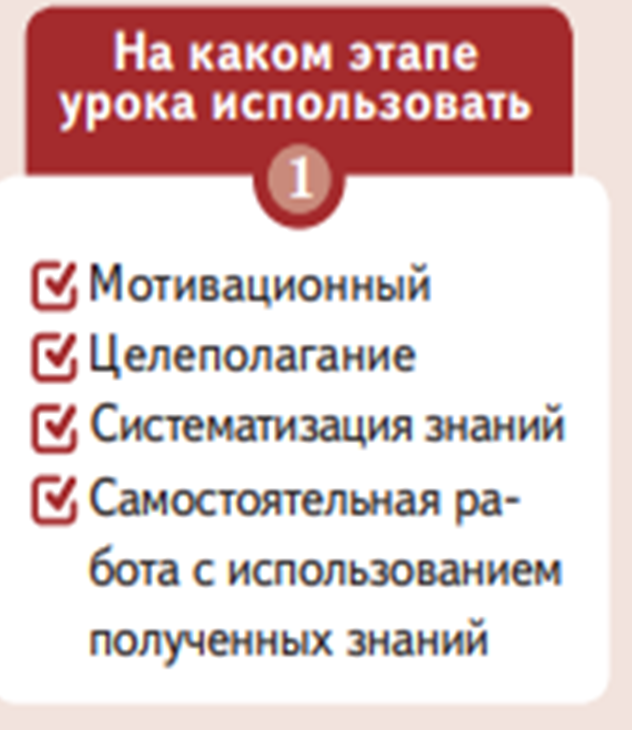 На каком этапе
урока использовать
1
Мотивационный
Целеполагание
Систематизация знаний
Самостоятельная ра-
бота с использованием
полученных знаний